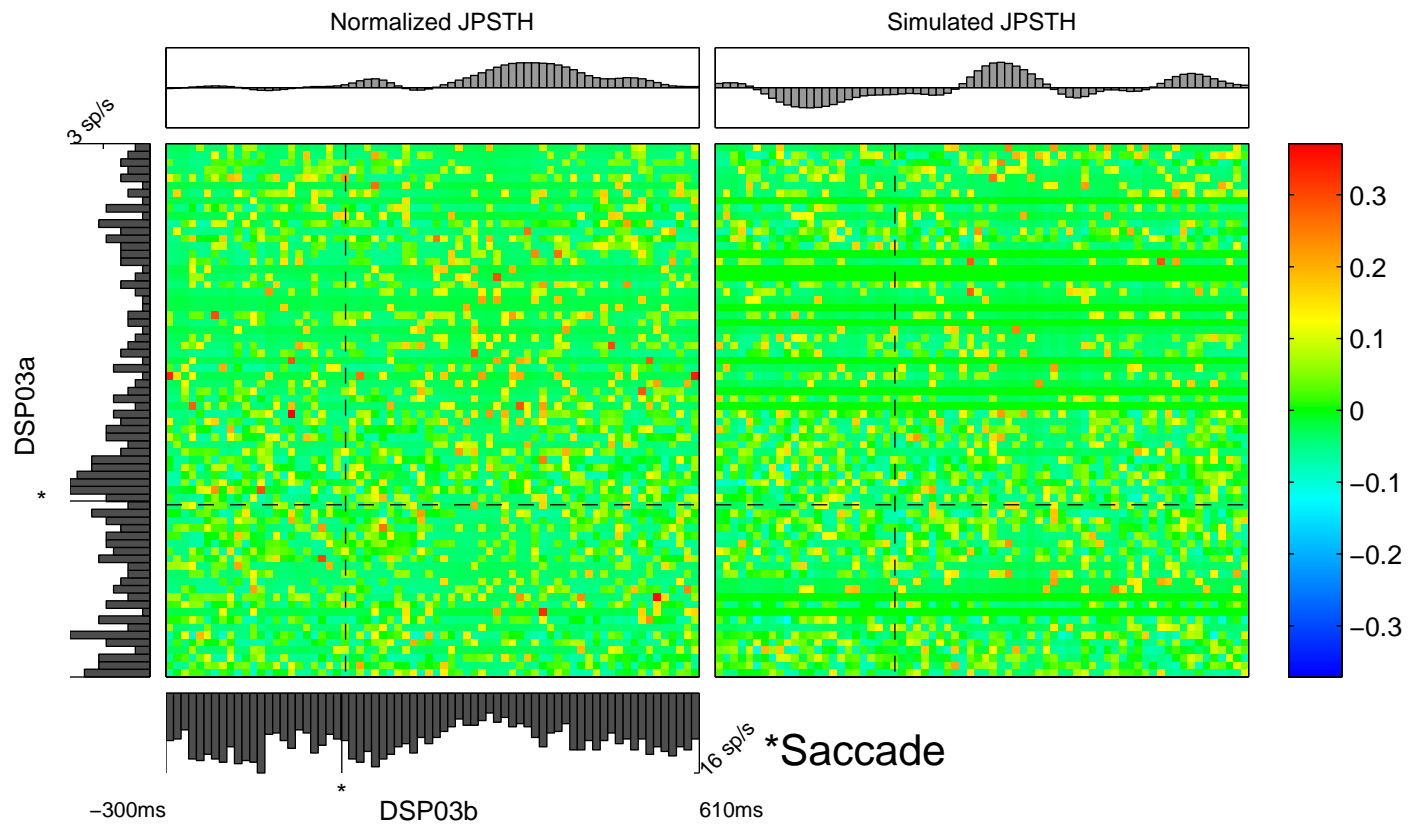 Normalized JPSTH
Simulated JPSTH
3 sp/s
DSP03a
*
0.3
0.2
0.1
0
−0.1
−0.2
−0.3
16 sp/s
*Saccade
*
−300ms
DSP03b
610ms